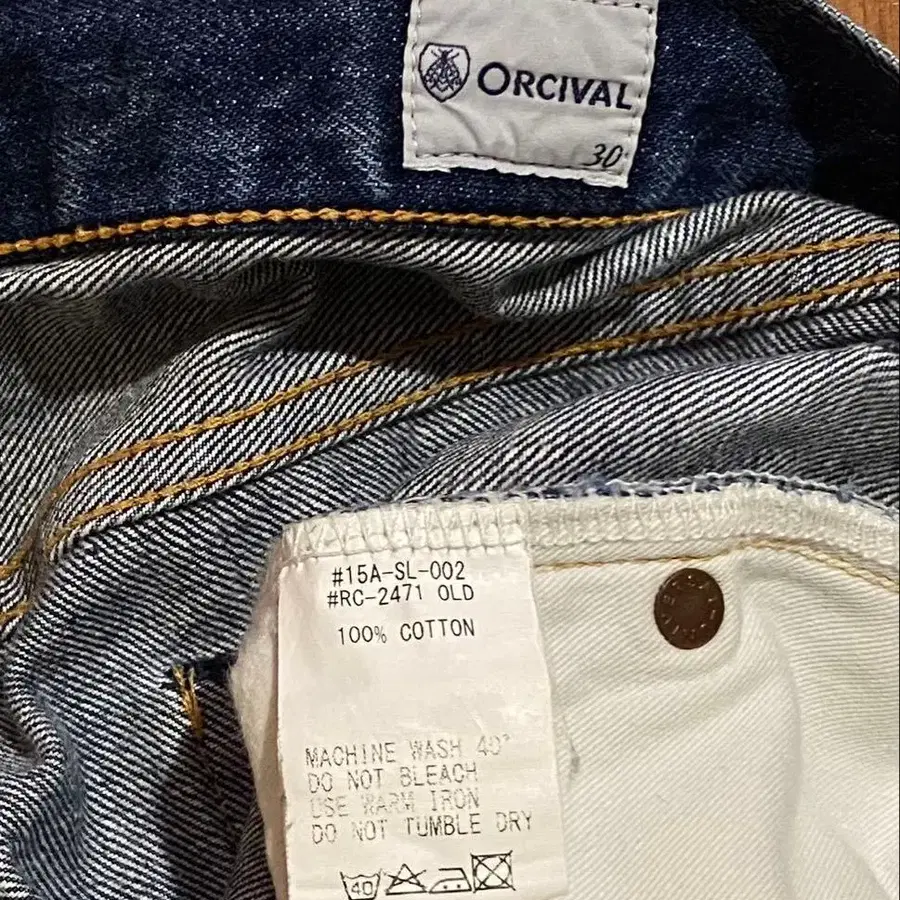 ORCIVAL
30
#15A-SL-002
#RC-2471 OLD
100% COTTON
MACHINE WASH 40°
DO NOT BLEACH
USE WARM IRON
DO NOT TUMBLE DRY
40